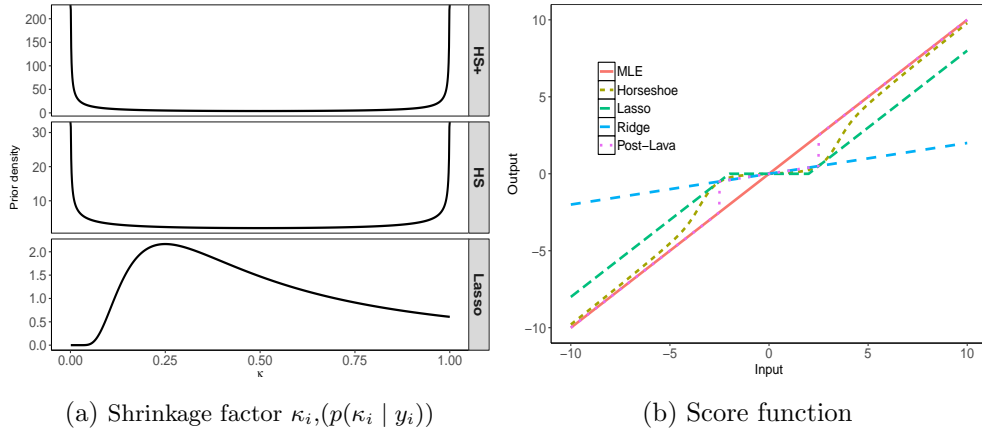 200
150
100
50
0
HS+
30
20
10
HS
2.0
1.5
1.0
0.5
0.0
Lasso
0.00
0.25
0.50
0.75
1.00
Prior density
κ
(a) Shrinkage factor κi,(p(κi | yi))
10
5
0
−5
−10
−10
−5
0
5
10
Output
Input
MLE
Horseshoe
Lasso
Ridge
Post−Lava
(b) Score function